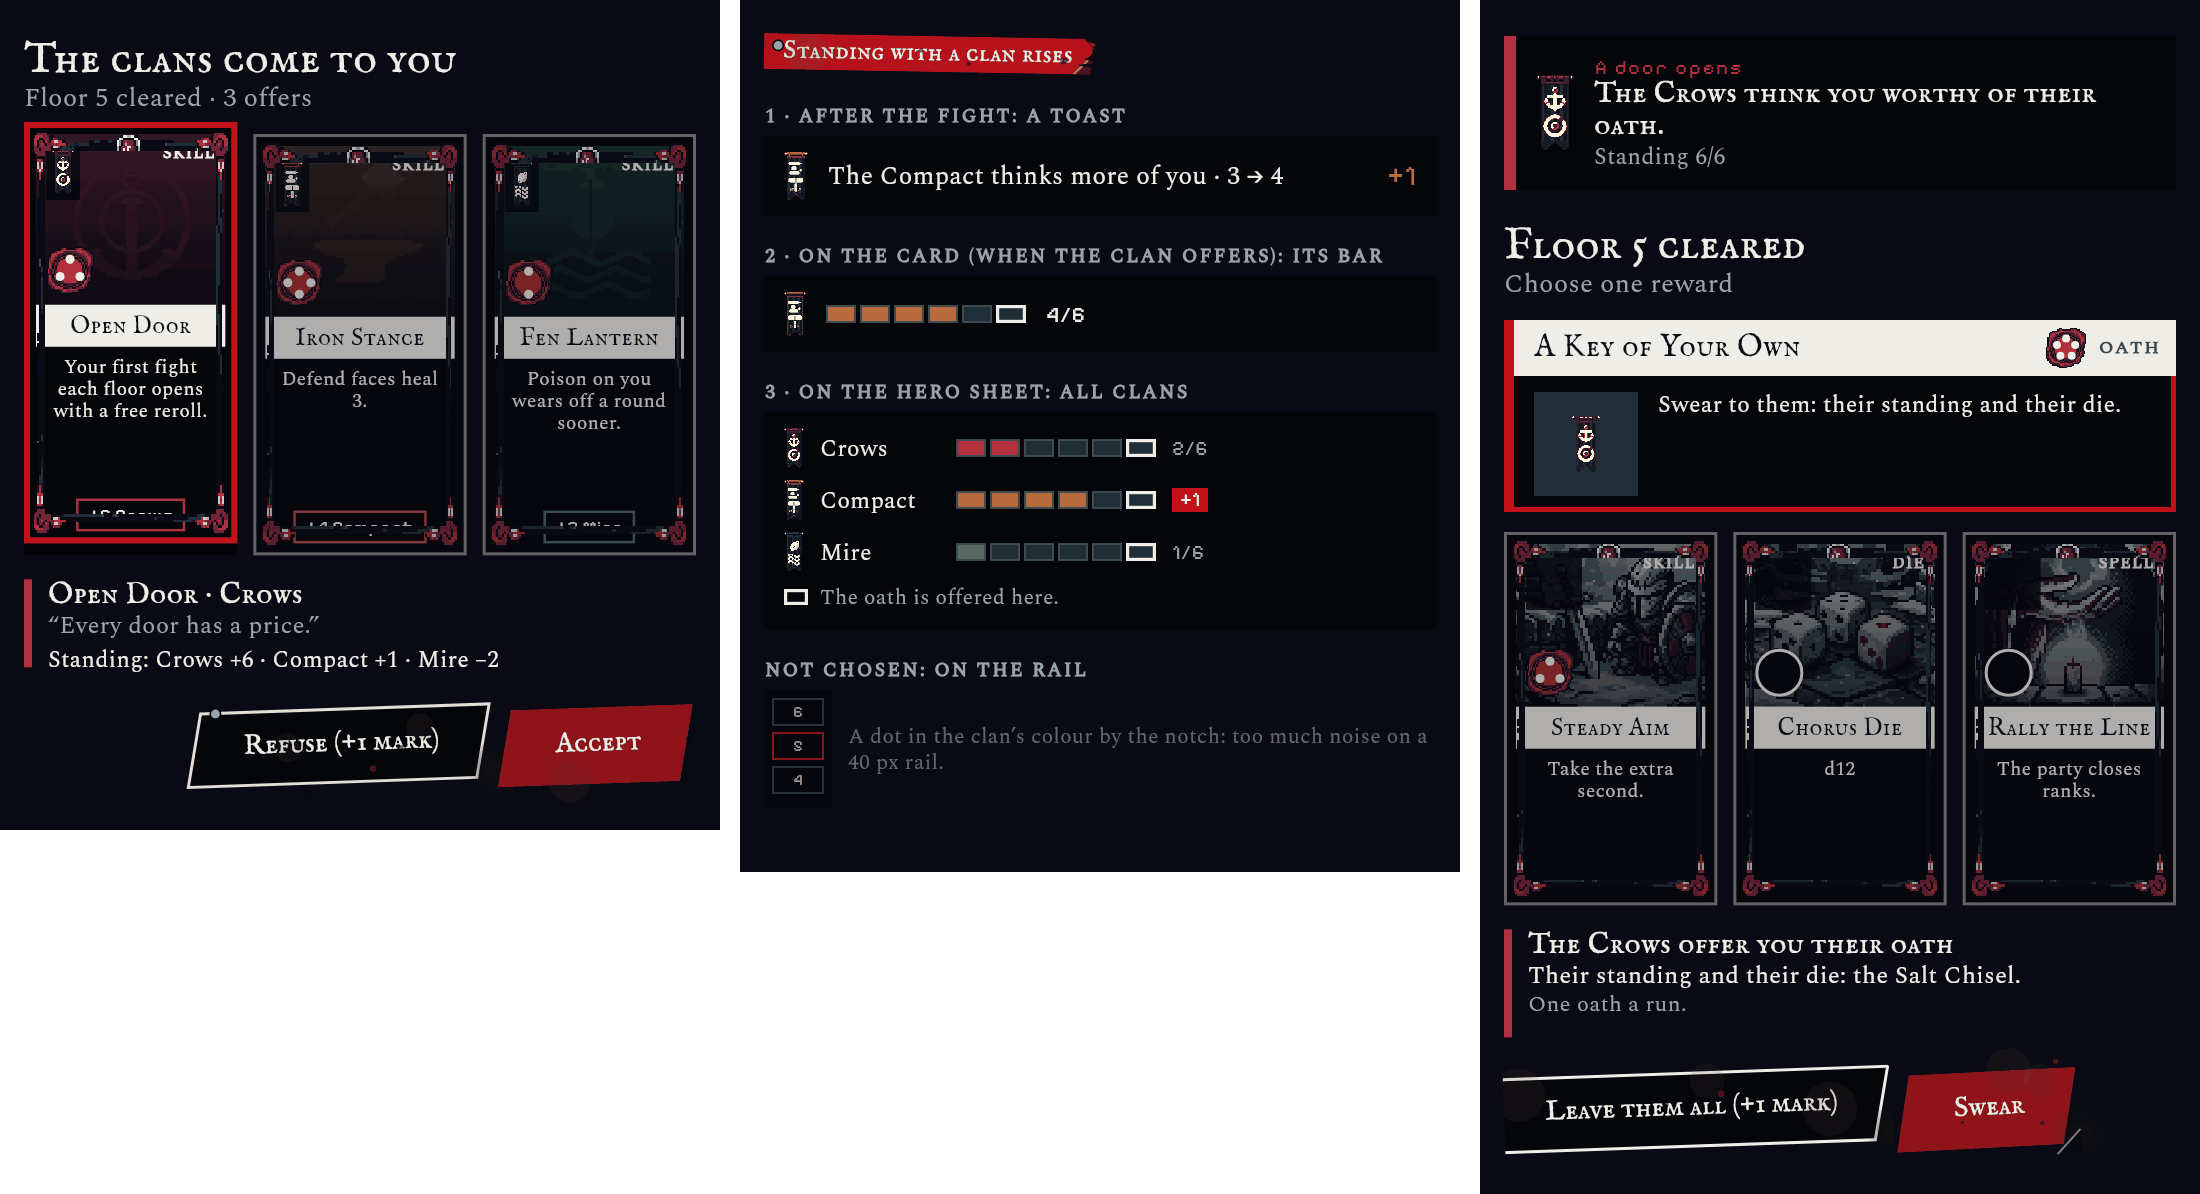 The clans come to you
Floor 5 cleared · 3 offers
SKILL
SKILL
SKILL
Open Door
Iron Stance
Fen Lantern
Your first fight
each floor opens
with a free reroll.
Defend faces heal
3.
Poison on you
wears off a round
sooner.
Open Door · Crows
“Every door has a price.”
Standing: Crows +6 · Compact +1 · Mire −2
Refuse (+1 mark)
Accept
Standing with a clan rises
1 · AFTER THE FIGHT: A TOAST
The Compact thinks more of you · 3 → 4
+1
2 · ON THE CARD (WHEN THE CLAN OFFERS): ITS BAR
4/6
3 · ON THE HERO SHEET: ALL CLANS
Crows
2/6
Compact
+1
Mire
1/6
The oath is offered here.
NOT CHOSEN: ON THE RAIL
6
8
4
A dot in the clan’s colour by the notch: too much noise on a
40 px rail.
A door opens
The Crows think you worthy of their
oath.
Standing 6/6
Floor 5 cleared
Choose one reward
A Key of Your Own
OATH
Swear to them: their standing and their die.
SKILL
DIE
SPELL
Steady Aim
Chorus Die
Rally the Line
Take the extra
second.
d12
The party closes
ranks.
The Crows offer you their oath
Their standing and their die: the Salt Chisel.
One oath a run.
Leave them all (+1 mark)
Swear